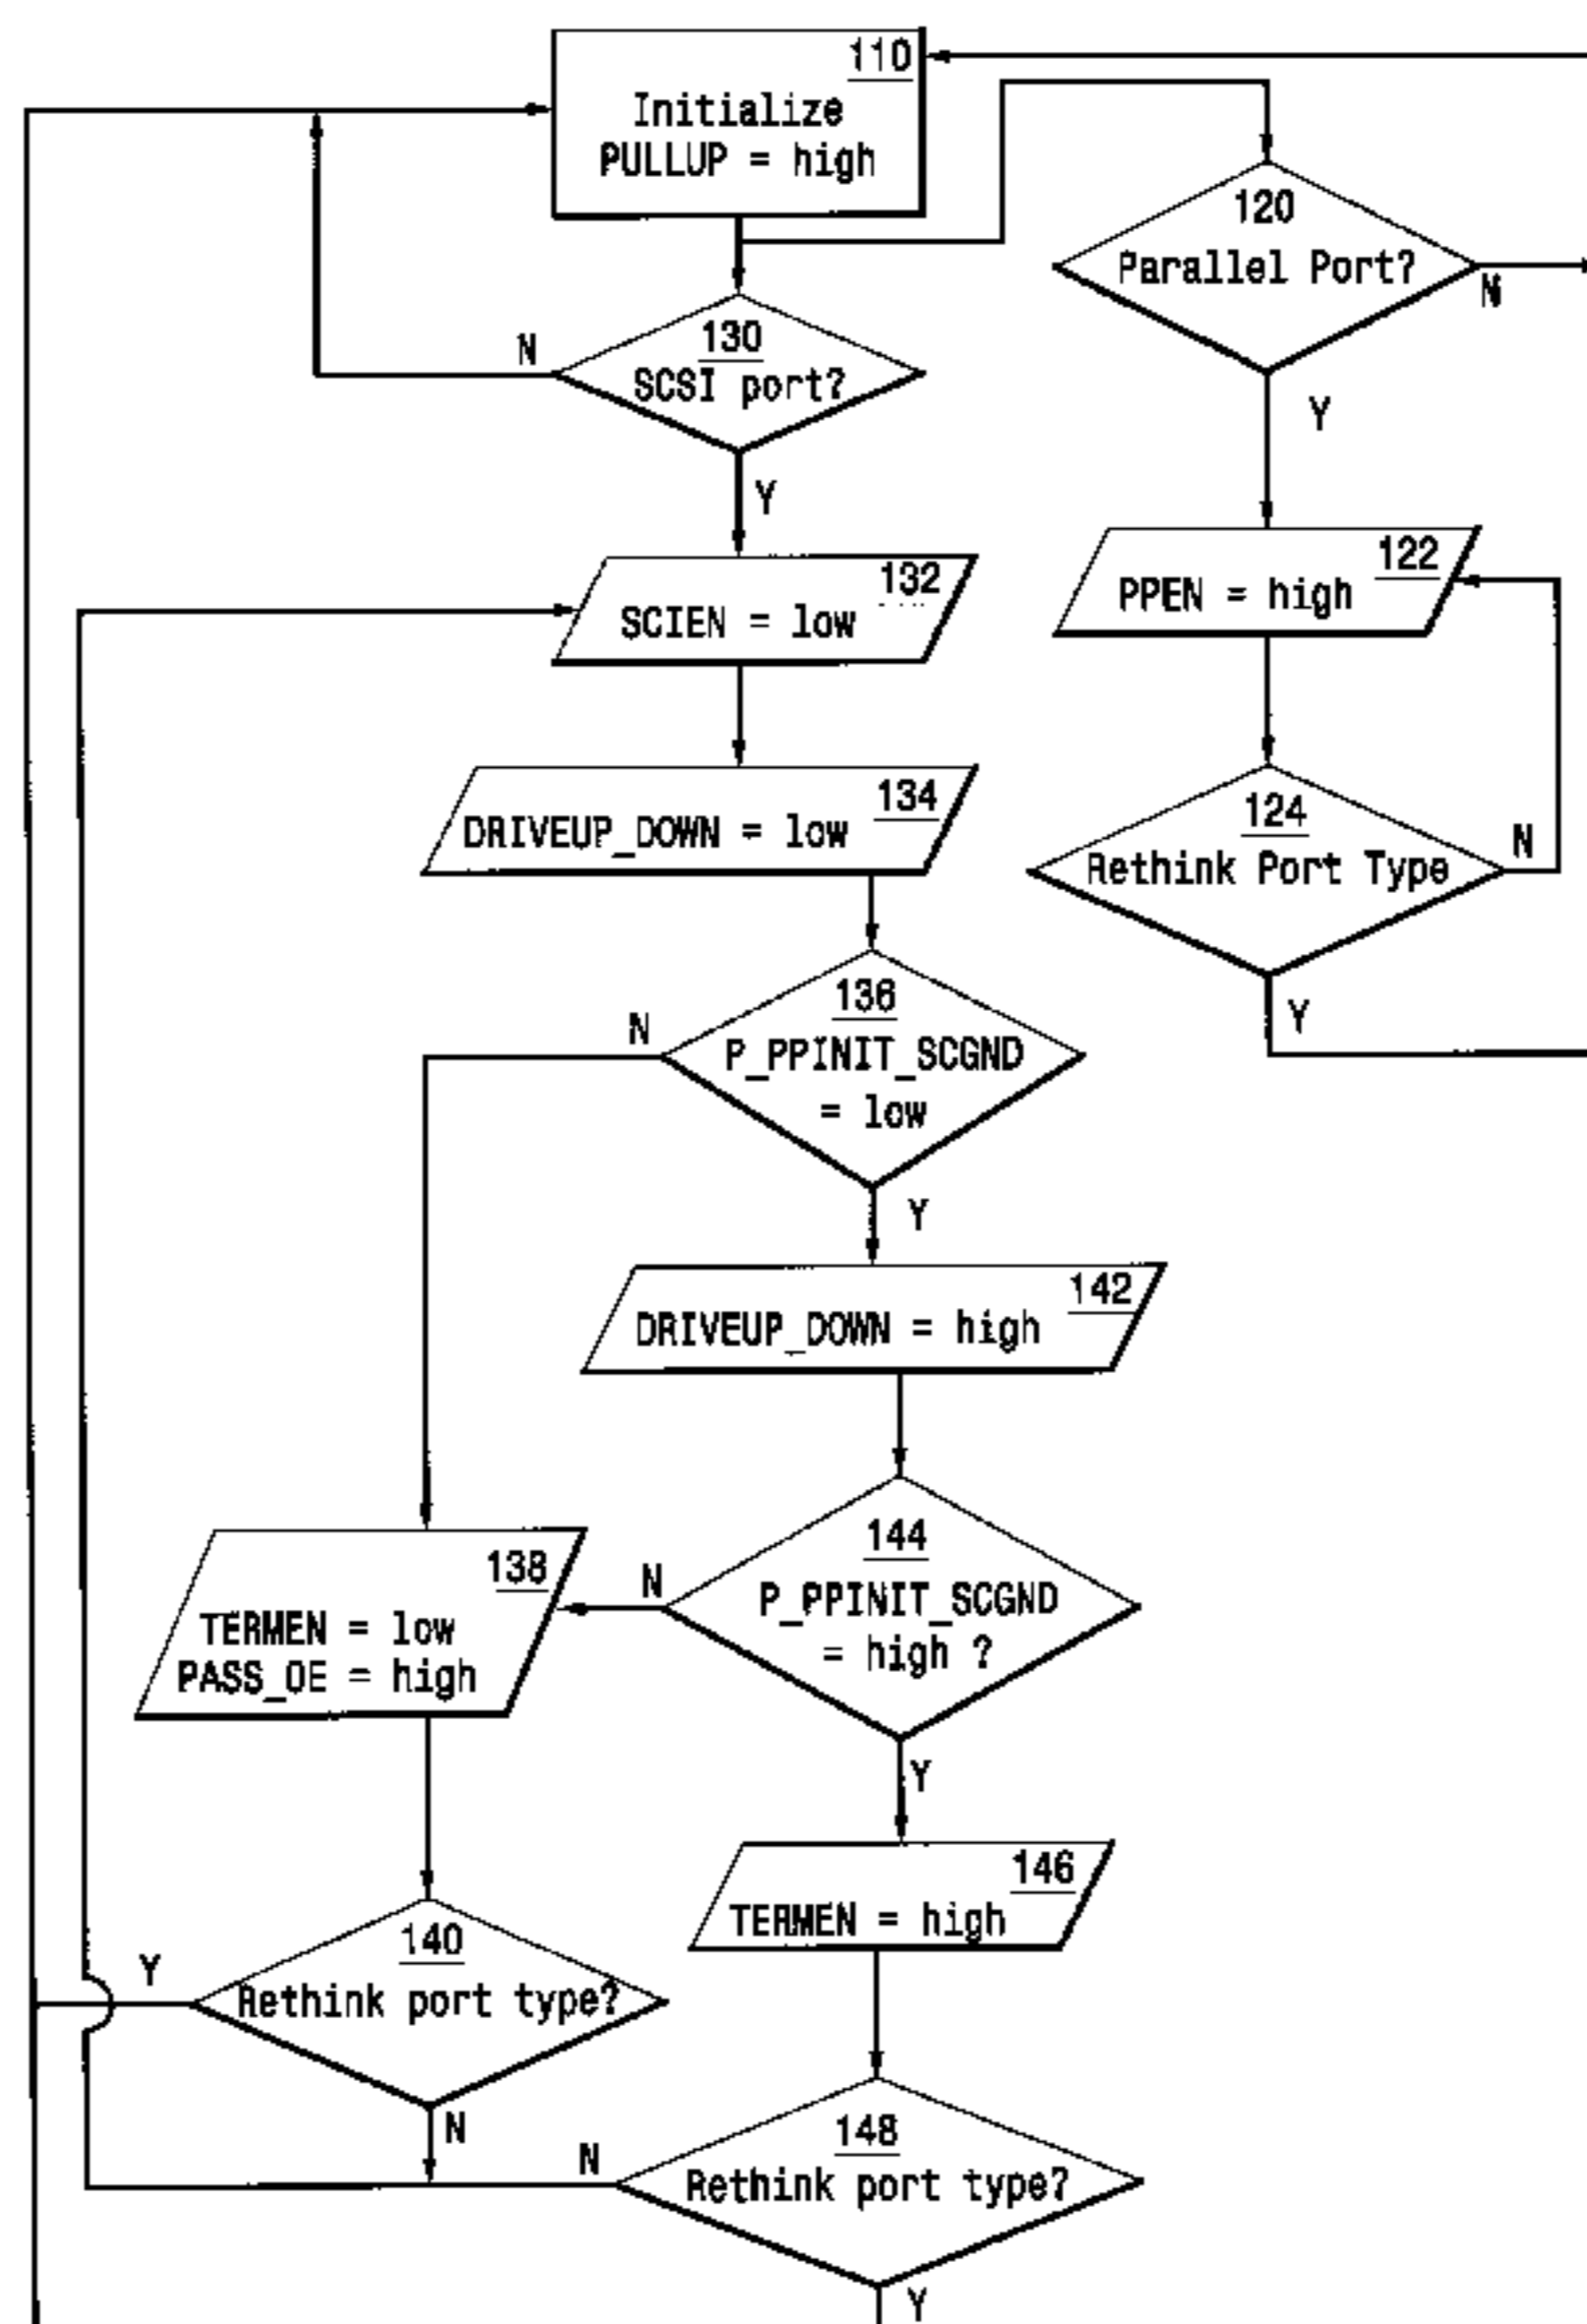 110
Initialize
PULLUP = high
120
Parallel Port?
N
Y
130
SCSI port?
N
Y
132
SCIEN = low
122
PPEN = high
134
DRIVEUP_DOWN = low
124
Rethink Port Type
N
Y
136
P_PPINIT_SCGND
= low
N
Y
142
DRIVEUP_DOWN = high
144
P_PPINIT_SCGND
= high ?
N
Y
138
TERMEN = low
PASS_OE = high
146
TERMEN = high
140
Rethink port type?
Y
N
148
Rethink port type?
N
Y